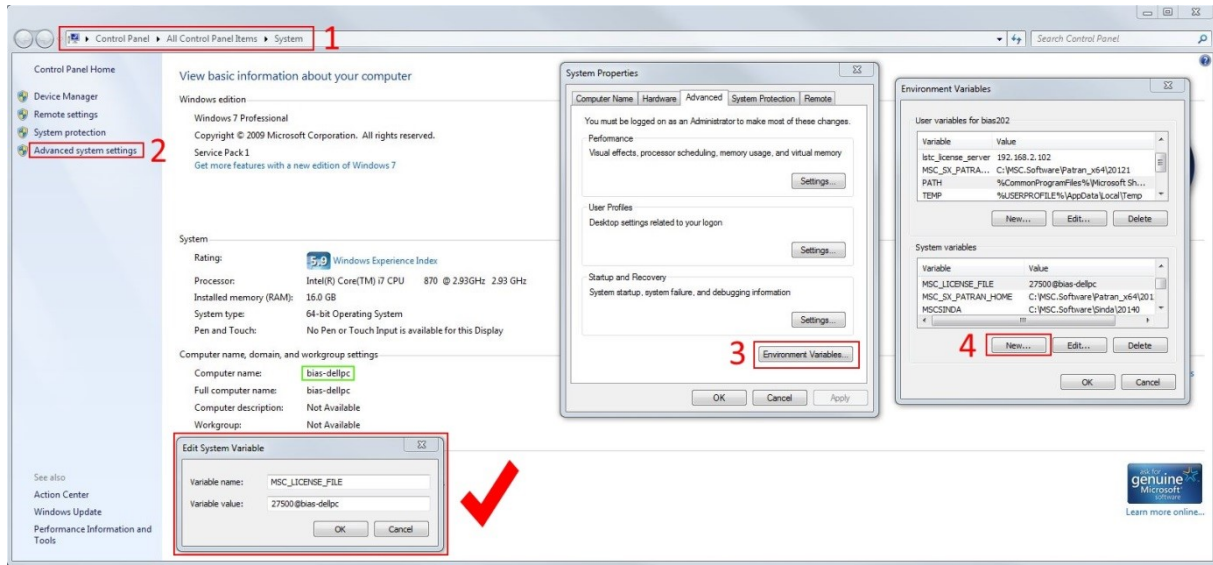 Control Panel ▸ All Control Panel Items ▸ System
1
Search Control Panel
Control Panel Home
Device Manager
Remote settings
System protection
Advanced system settings
2
See also
Action Center
Windows Update
Performance Information and
Tools
View basic information about your computer
Windows edition
Windows 7 Professional
Copyright © 2009 Microsoft Corporation. All rights reserved.
Service Pack 1
Get more features with a new edition of Windows 7
System
Rating:
5,9 Windows Experience Index
Processor: Intel(R) Core(TM) i7 CPU 870 @ 2.93GHz 2.93 GHz
Installed memory (RAM): 16.0 GB
System type: 64-bit Operating System
Pen and Touch: No Pen or Touch Input is available for this Display
Computer name, domain, and workgroup settings
Computer name: bias-dellpc
Full computer name: bias-dellpc
Computer description: Not Available
Workgroup: Not Available
Edit System Variable
Variable name: MSC_LICENSE_FILE
Variable value: 27500@bias-dellpc
OK Cancel
System Properties
Computer Name Hardware Advanced System Protection Remote
You must be logged on as an Administrator to make most of these changes.
Performance
Visual effects, processor scheduling, memory usage, and virtual memory
Settings...
User Profiles
Desktop settings related to your logon
Settings...
Startup and Recovery
System startup, system failure, and debugging information
Settings...
3
Environment Variables...
OK Cancel Apply
Environment Variables
User variables for bias202
Variable Value
lstc_license_server 192.168.2.102
MSC_SX_PATRA... C:\MSC.Software\Patran_x64\20121
PATH %CommonProgramFiles%\Microsoft Sh...
TEMP %USERPROFILE%\AppData\Local\Temp
New... Edit... Delete
System variables
Variable Value
MSC_LICENSE_FILE 27500@bias-dellpc
MSC_SX_PATRAN_HOME C:\MSC.Software\Patran_x64\201
MSCSINDA C:\MSC.Software\Sinda\20140
4
New... Edit... Delete
OK Cancel
ask for
genuine
Microsoft
software
Learn more online...